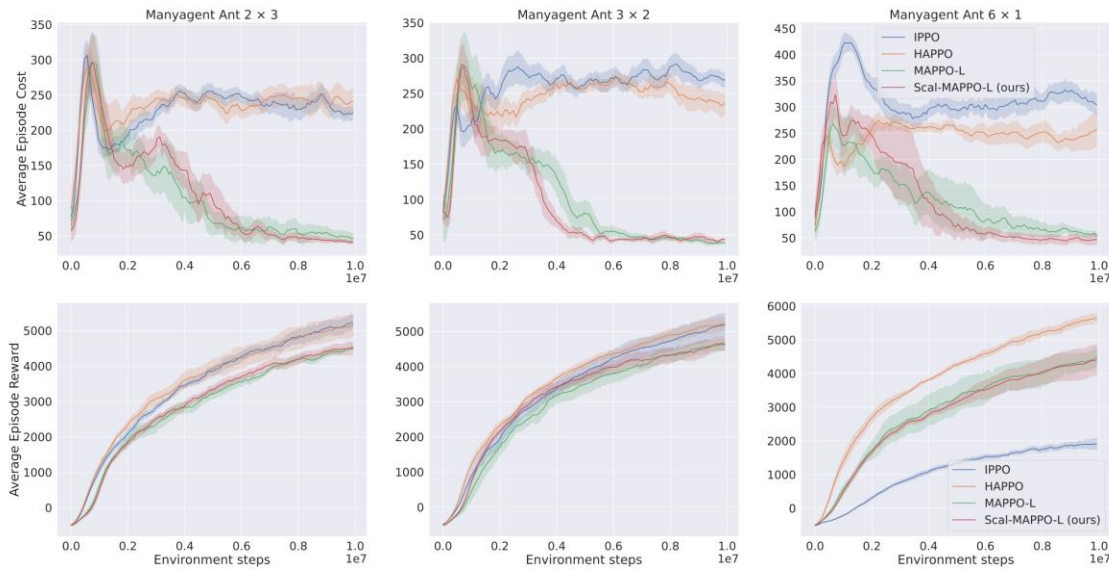 Manyagent Ant 2 × 3
Manyagent Ant 3 × 2
Manyagent Ant 6 × 1
Average Episode Cost
350
300
250
200
150
100
50
0.0 0.2 0.4 0.6 0.8 1.0
1e7
350
300
250
200
150
100
50
0.0 0.2 0.4 0.6 0.8 1.0
1e7
450
400
350
300
250
200
150
100
50
0.0 0.2 0.4 0.6 0.8 1.0
1e7
IPPO
HAPPO
MAPPO-L
Scal-MAPPO-L (ours)
Average Episode Reward
5000
4000
3000
2000
1000
0
0.0 0.2 0.4 0.6 0.8 1.0
Environment steps
1e7
5000
4000
3000
2000
1000
0
0.0 0.2 0.4 0.6 0.8 1.0
Environment steps
1e7
6000
5000
4000
3000
2000
1000
0
0.0 0.2 0.4 0.6 0.8 1.0
Environment steps
1e7
IPPO
HAPPO
MAPPO-L
Scal-MAPPO-L (ours)